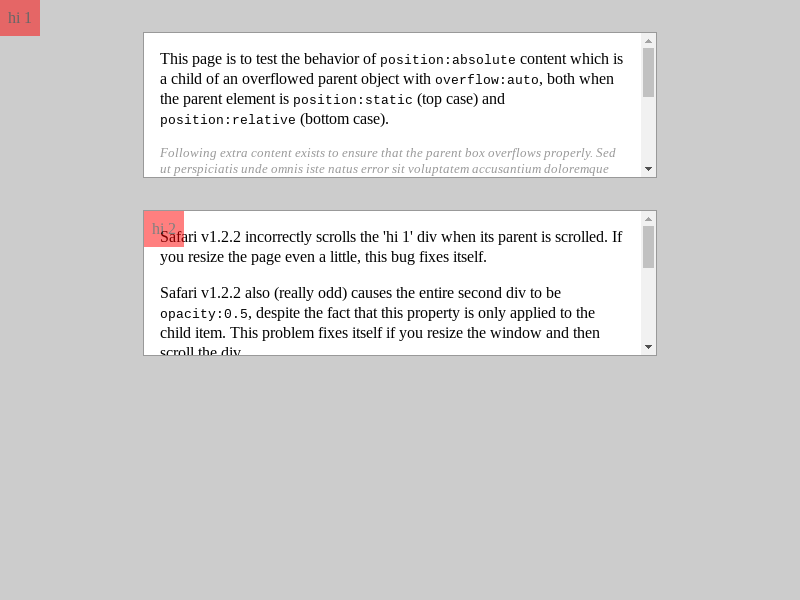 hi 1
This page is to test the behavior of position:absolute content which is
a child of an overflowed parent object with overflow:auto, both when
the parent element is position:static (top case) and
position:relative (bottom case).
Following extra content exists to ensure that the parent box overflows properly. Sed
ut perspiciatis unde omnis iste natus error sit voluptatem accusantium doloremque
hi 2
Safari v1.2.2 incorrectly scrolls the 'hi 1' div when its parent is scrolled. If
you resize the page even a little, this bug fixes itself.
Safari v1.2.2 also (really odd) causes the entire second div to be
opacity:0.5, despite the fact that this property is only applied to the
child item. This problem fixes itself if you resize the window and then
scroll the div.